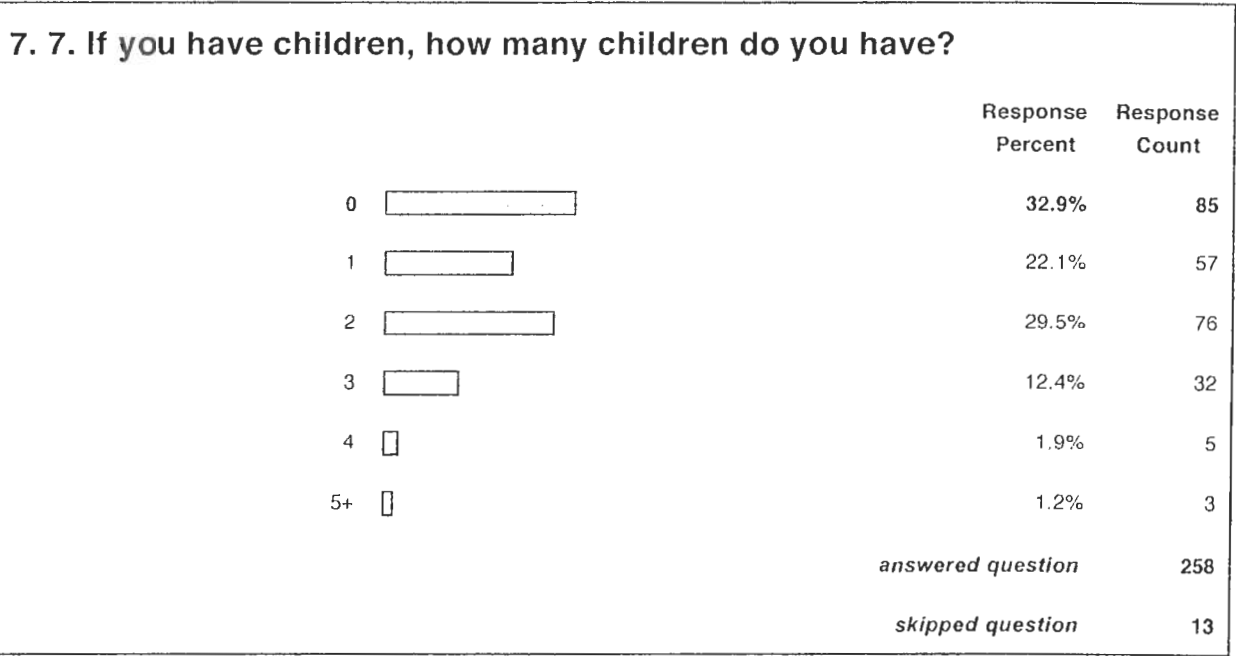 7. 7. If you have children, how many children do you have?
Response Response
Percent Count
0 32.9% 85
1 22.1% 57
2 29.5% 76
3 12.4% 32
4 1.9% 5
5+ 1.2% 3
answered question 258
skipped question 13